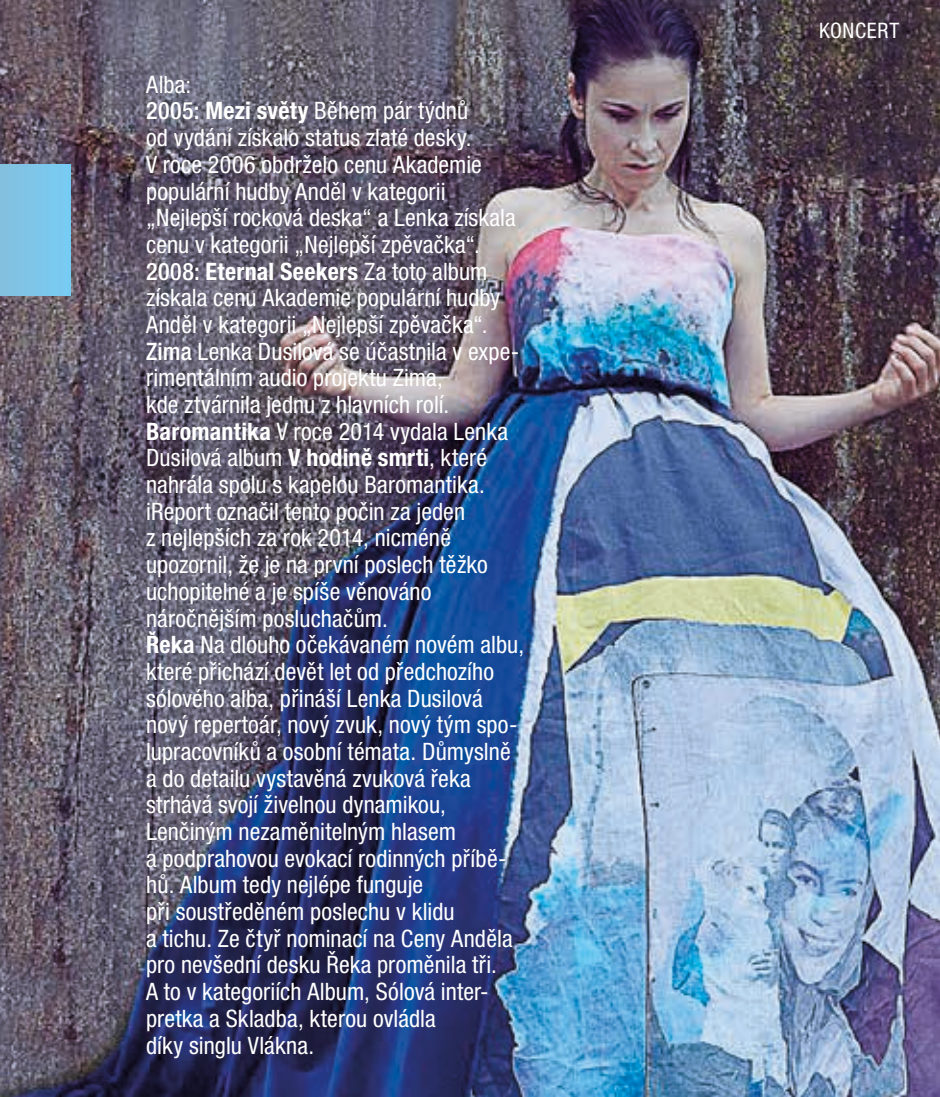 KONCERT
Alba:
2005: Mezi světy Během pár týdnů
od vydání získalo status zlaté desky.
V roce 2006 obdrželo cenu Akademie
populární hudby Anděl v kategorii
„Nejlepší rocková deska“ a Lenka získala
cenu v kategorii „Nejlepší zpěvačka“.
2008: Eternal Seekers Za toto album
získala cenu Akademie populární hudby
Anděl v kategorii „Nejlepší zpěvačka“.
Zima Lenka Dusilová se účastnila v expe-
rimentálním audio projektu Zima,
kde ztvárnila jednu z hlavních rolí.
Baromantika V roce 2014 vydala Lenka
Dusilová album V hodině smrti, které
nahrála spolu s kapelou Baromantika.
iReport označil tento počin za jeden
z nejlepších za rok 2014, nicméně
upozornil, že je na první poslech těžko
uchopitelné a je spíše věnováno
náročnějším posluchačům.
Řeka Na dlouho očekávaném novém albu,
které přichází devět let od předchozího
sólového alba, přináší Lenka Dusilová
nový repertoár, nový zvuk, nový tým spo-
lupracovníků a osobní témata. Důmyslně
a do detailu vystavěná zvuková řeka
strhává svojí živelnou dynamikou,
Lenčiným nezaměnitelným hlasem
a podprahovou evokací rodinných příbě-
hů. Album tedy nejlépe funguje
při soustředěném poslechu v klidu
a tichu. Ze čtyř nominací na Ceny Anděla
pro nevšední desku Řeka proměnila tři.
A to v kategoriích Album, Sólová inter-
pretka a Skladba, kterou ovládla
díky singlu Vlákna.